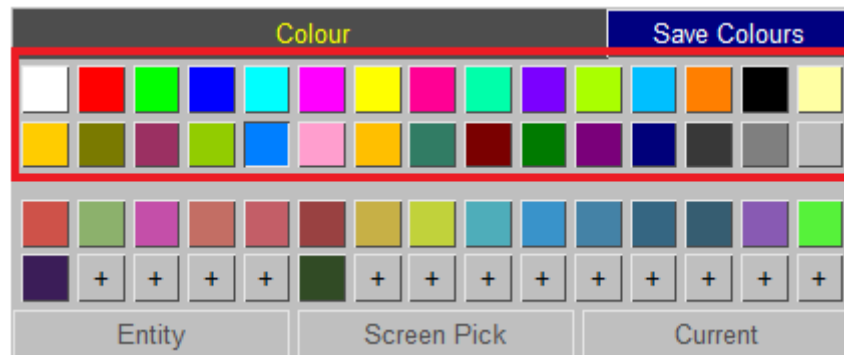 Colour Save Colours
+ + + + + + + + + + + + +
Entity Screen Pick Current